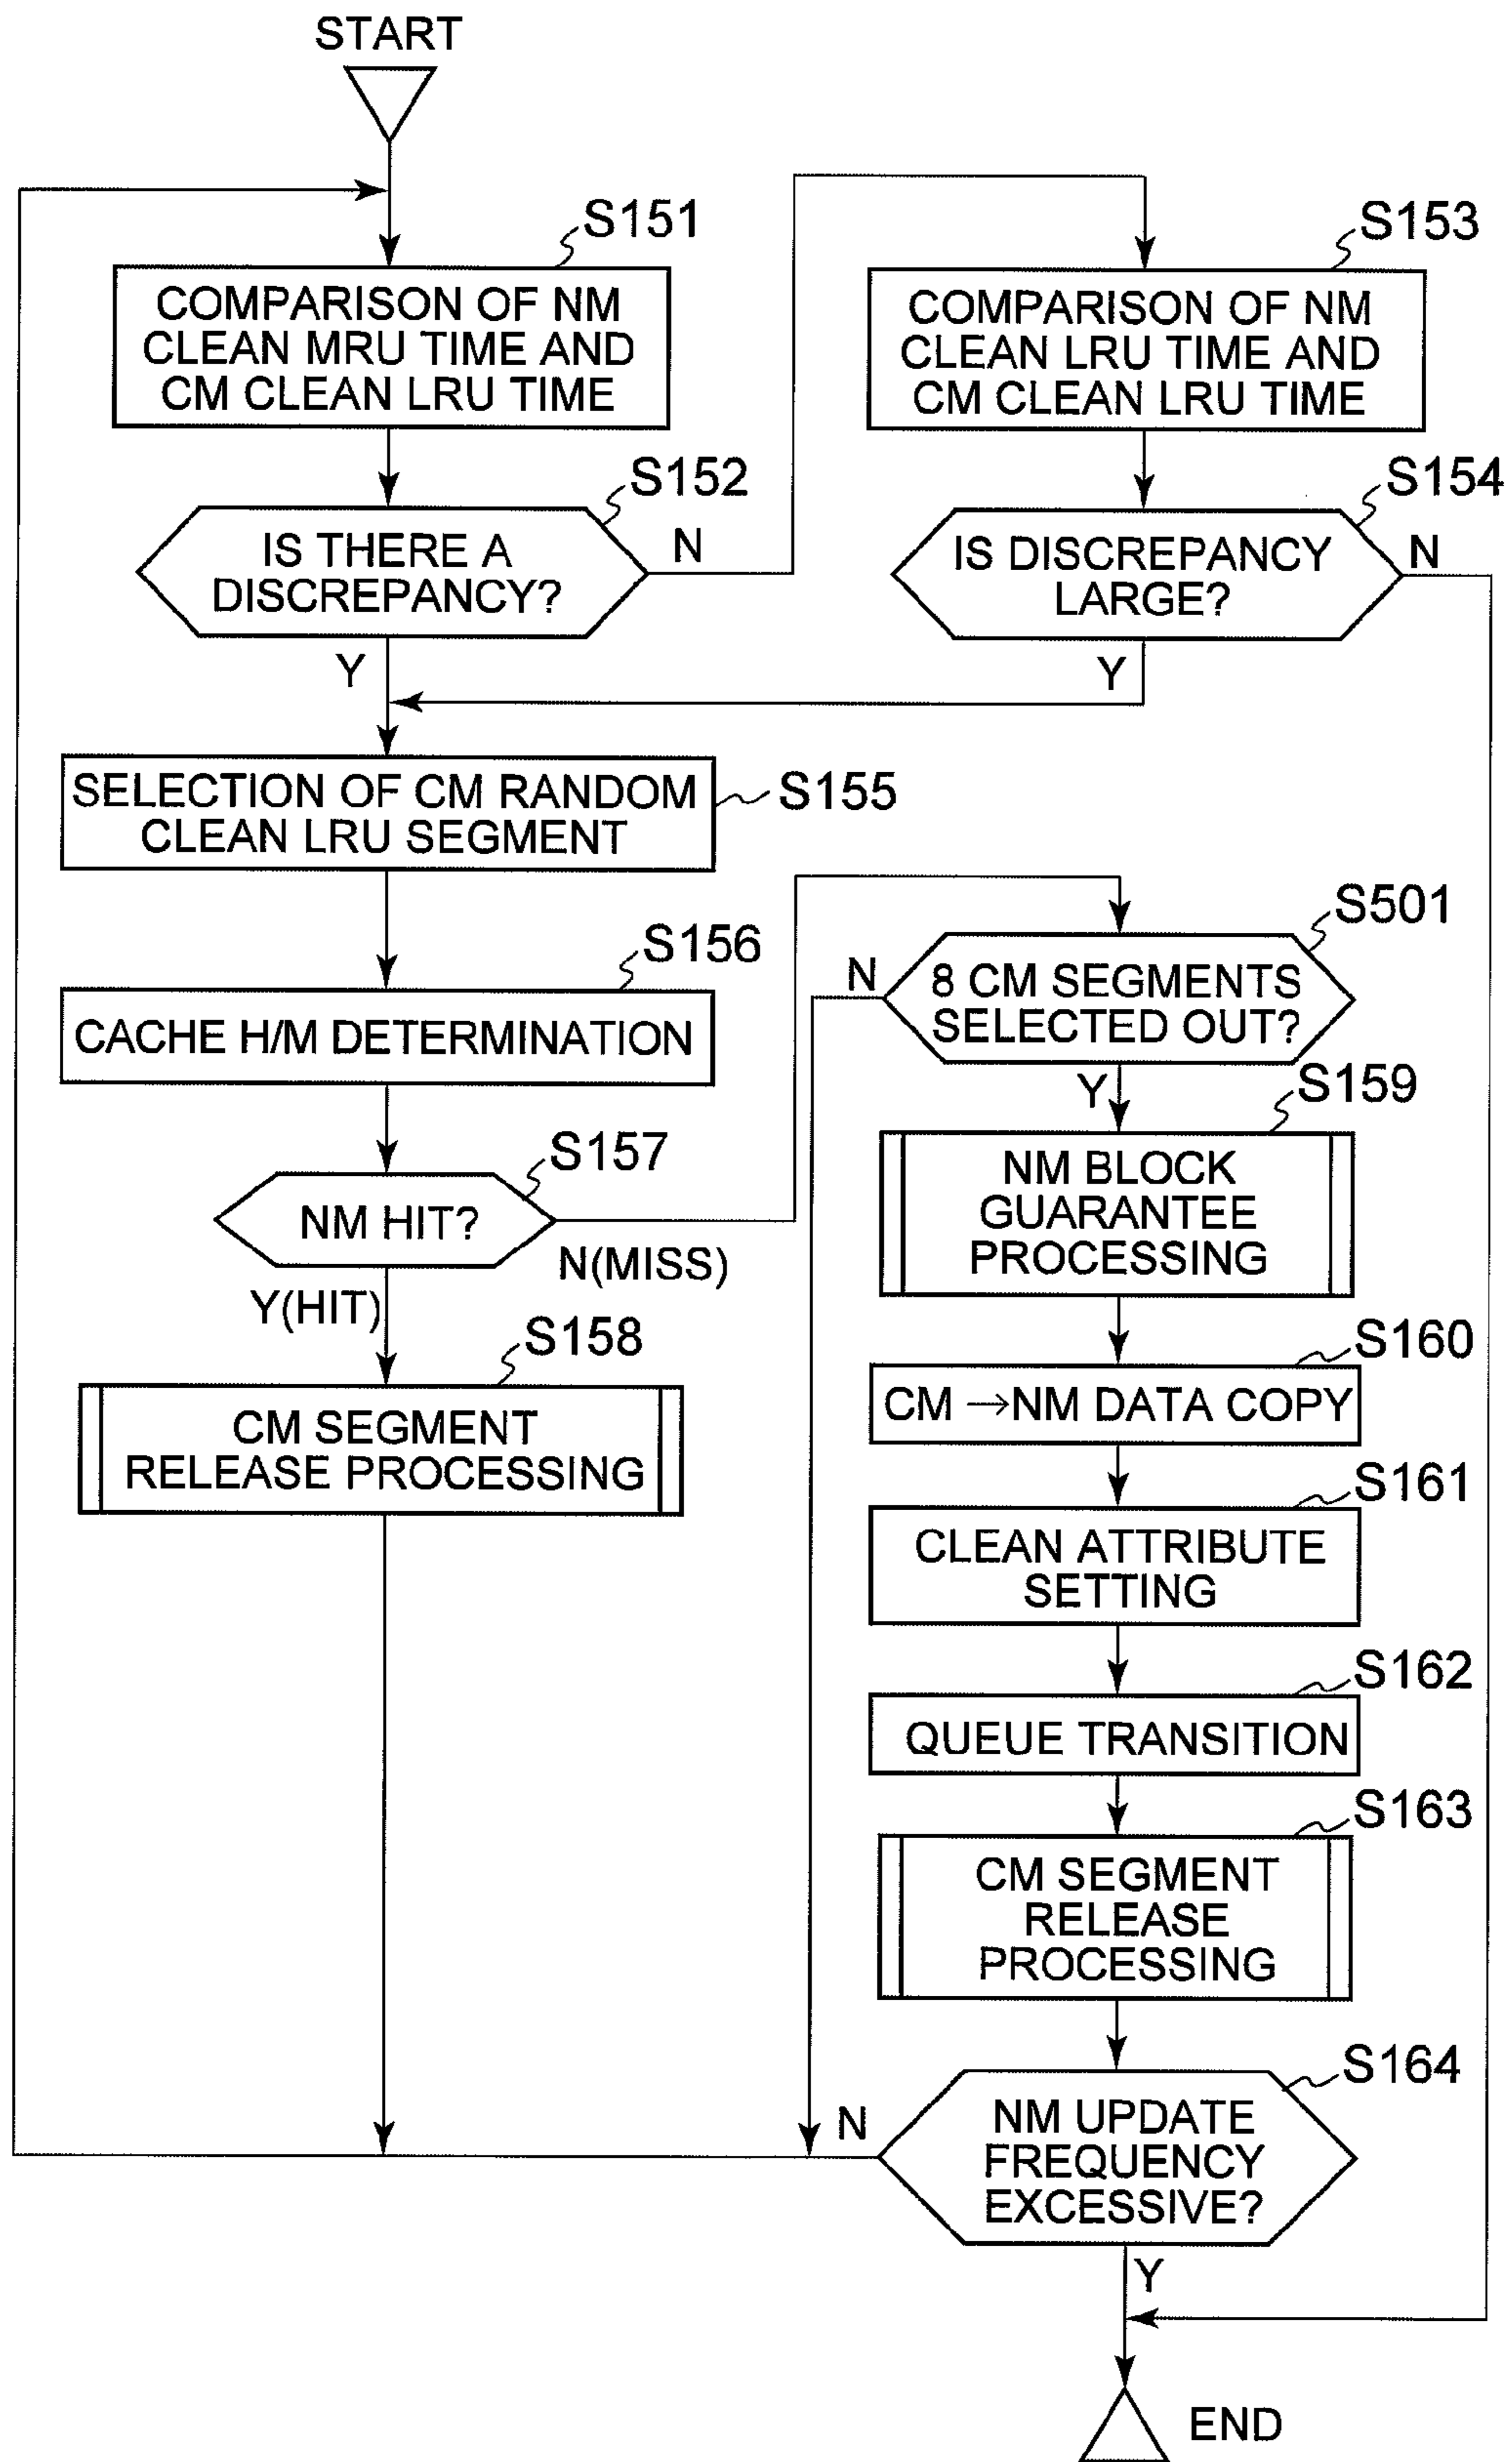 START
S151
COMPARISON OF NM
CLEAN MRU TIME AND
CM CLEAN LRU TIME
S153
COMPARISON OF NM
CLEAN LRU TIME AND
CM CLEAN LRU TIME
S152
IS THERE A
DISCREPANCY?
N
Y
S154
IS DISCREPANCY
LARGE?
N
Y
SELECTION OF CM RANDOM
CLEAN LRU SEGMENT
S155
S156
CACHE H/M DETERMINATION
S157
NM HIT?
N(MISS)
Y(HIT)
S158
CM SEGMENT
RELEASE PROCESSING
S501
8 CM SEGMENTS
SELECTED OUT?
N
Y
S159
NM BLOCK
GUARANTEE
PROCESSING
S160
CM →NM DATA COPY
S161
CLEAN ATTRIBUTE
SETTING
S162
QUEUE TRANSITION
S163
CM SEGMENT
RELEASE
PROCESSING
S164
NM UPDATE
FREQUENCY
EXCESSIVE?
N
Y
END